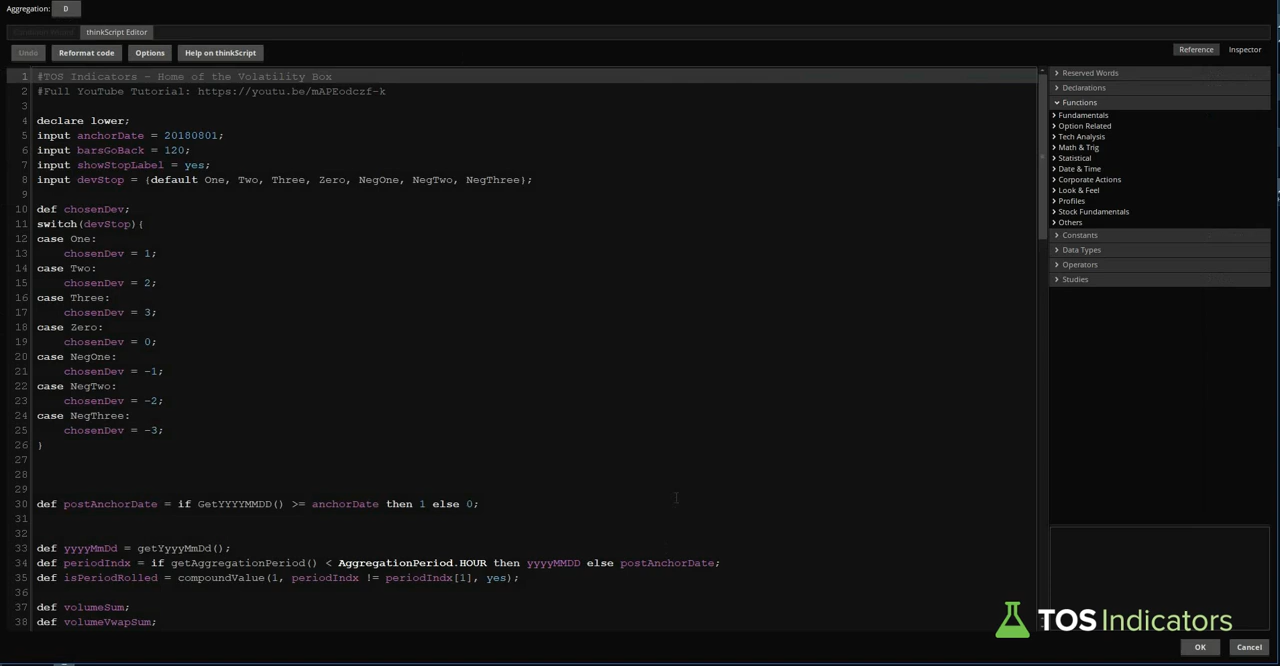 Aggregation: D
thinkScript Editor
Undo Reformat code Options Help on thinkScript Reference Inspector
1 #TOS Indicators - Home of the Volatility Box
2 #Full YouTube Tutorial: https://youtu.be/mAPEodczf-k
3
4 declare lower;
5 input anchorDate = 20180801;
6 input barsGoBack = 120;
7 input showStopLabel = yes;
8 input devStop = {default One, Two, Three, Zero, NegOne, NegTwo, NegThree};
9
10 def chosenDev;
11 switch(devStop){
12 case One:
13 chosenDev = 1;
14 case Two:
15 chosenDev = 2;
16 case Three:
17 chosenDev = 3;
18 case Zero:
19 chosenDev = 0;
20 case NegOne:
21 chosenDev = -1;
22 case NegTwo:
23 chosenDev = -2;
24 case NegThree:
25 chosenDev = -3;
26 }
27
28
29
30 def postAnchorDate = if GetYYYYMMDD() >= anchorDate then 1 else 0;
31
32
33 def yyyyMmDd = getYyyyMmDd();
34 def periodIndx = if getAggregationPeriod() < AggregationPeriod.HOUR then yyyyMMDD else postAnchorDate;
35 def isPeriodRolled = compoundValue(1, periodIndx != periodIndx[1], yes);
36
37 def volumeSum;
38 def volumeVwapSum;
Reserved Words
Declarations
Functions
Fundamentals
Option Related
Tech Analysis
Math & Trig
Statistical
Date & Time
Corporate Actions
Look & Feel
Profiles
Stock Fundamentals
Others
Constants
Data Types
Operators
Studies
TOS Indicators
OK Cancel